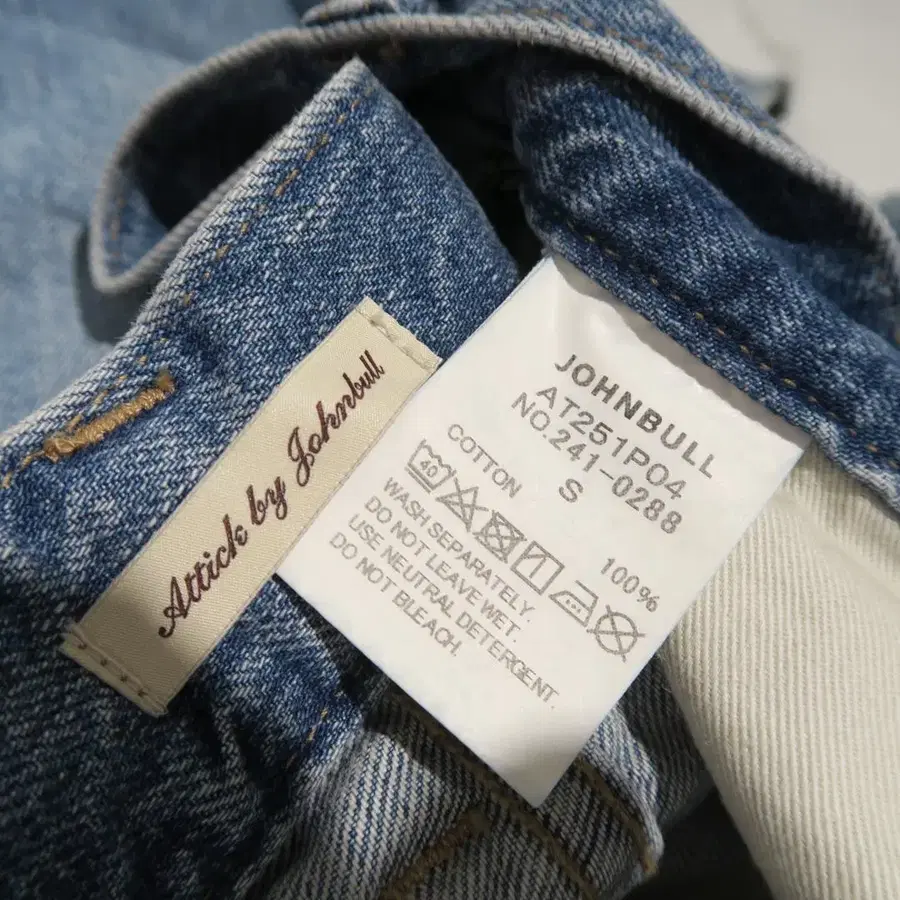 Attick by Johnbull
JOHNBULL
AT251P04
NO.241-0288
S
COTTON 100%
40
WASH SEPARATELY.
DO NOT LEAVE WET.
USE NEUTRAL DETERGENT.
DO NOT BLEACH.